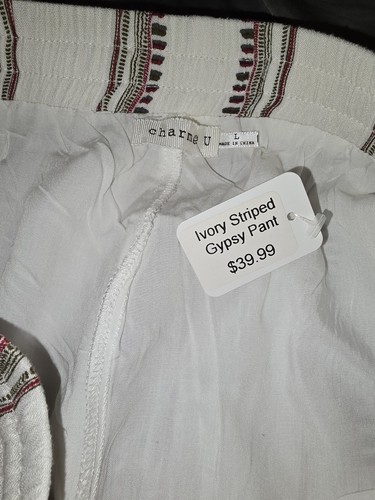 charme U
L
MADE IN CHINA
Ivory Striped
Gypsy Pant
$39.99